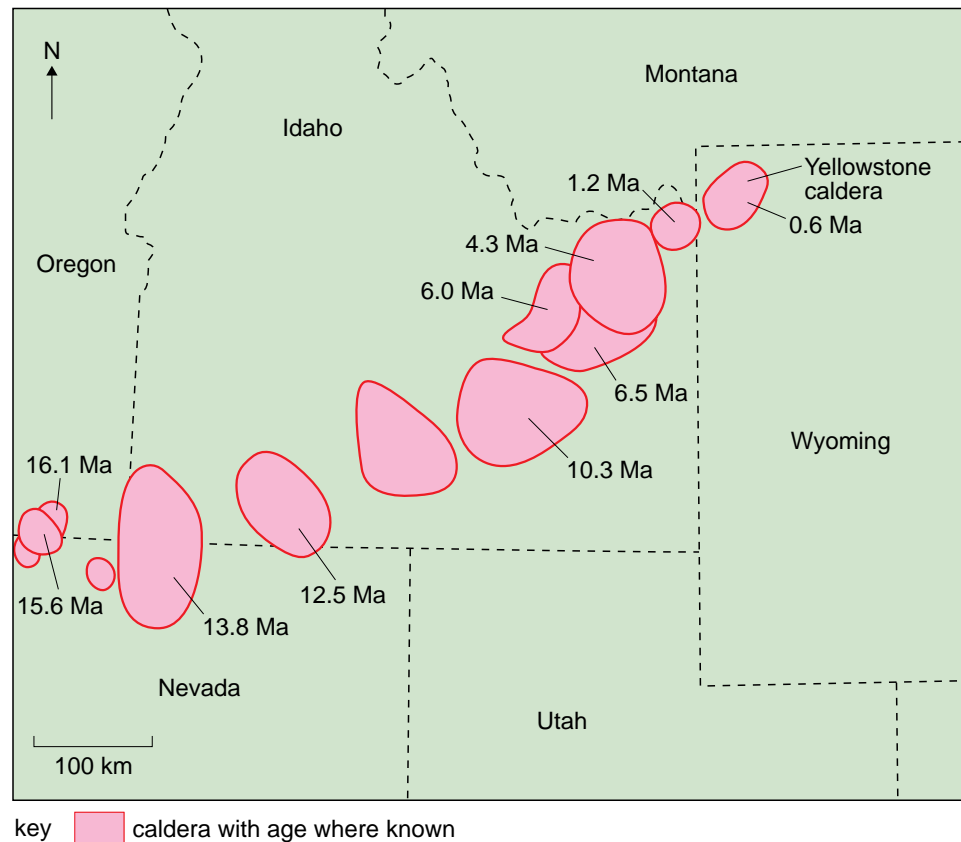 N
Montana
Idaho
Yellowstone
caldera
1.2 Ma
0.6 Ma
4.3 Ma
Oregon
6.0 Ma
6.5 Ma
Wyoming
16.1 Ma
10.3 Ma
15.6 Ma
12.5 Ma
13.8 Ma
Nevada
Utah
100 km
key
caldera with age where known